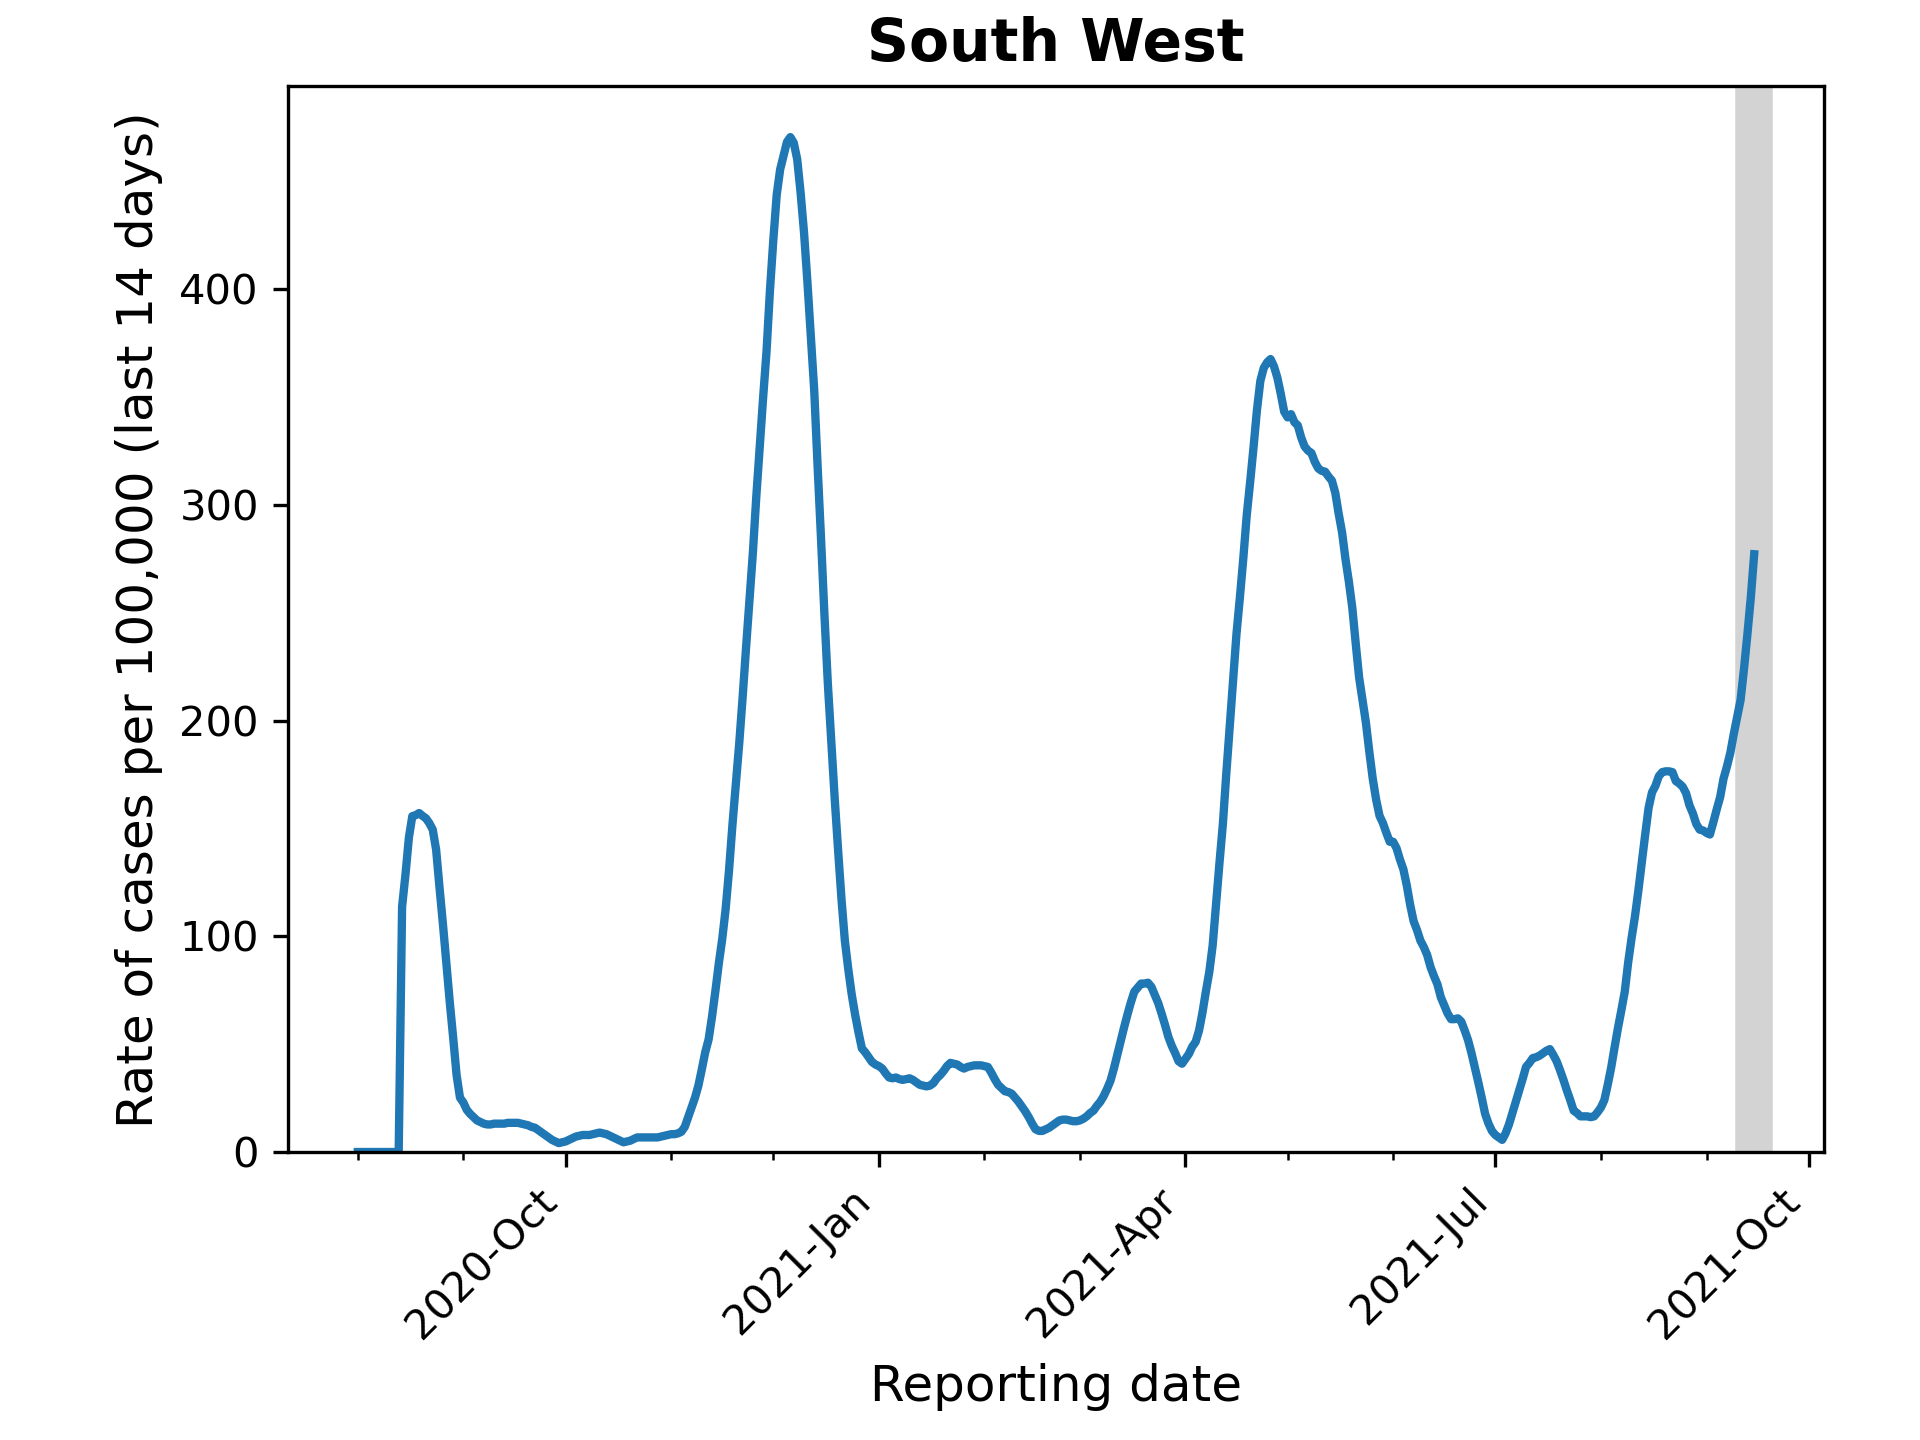 South West
Rate of cases per 100,000 (last 14 days)
400
300
200
100
0
2020-Oct
2021-Jan
2021-Apr
2021-Jul
2021-Oct
Reporting date